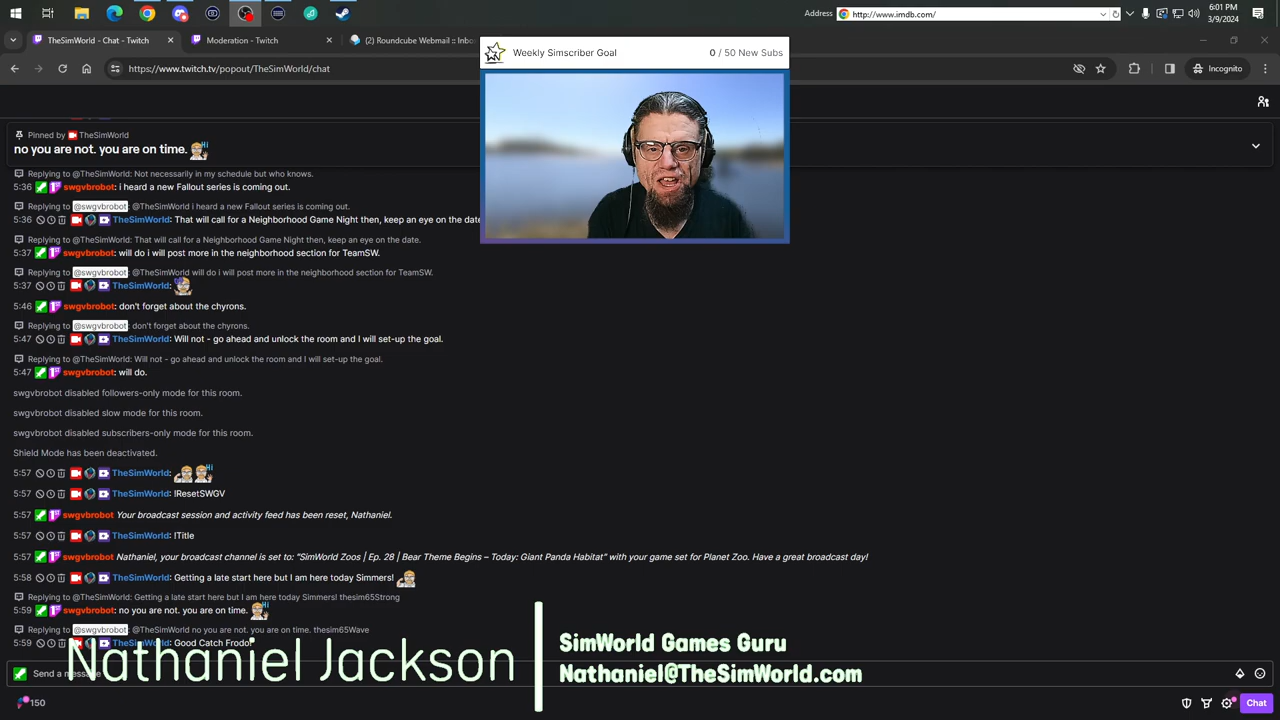 Address
http://www.imdb.com/
6:01 PM
3/9/2024
TheSimWorld - Chat - Twitch
Moderation - Twitch
(2) Roundcube Webmail :: Inbo
https://www.twitch.tv/popout/TheSimWorld/chat
Incognito
Weekly Simscriber Goal
0 / 50 New Subs
Pinned by TheSimWorld
no you are not. you are on time.
Replying to @TheSimWorld: Not necessarily in my schedule but who knows.
5:36 swgvbrobot: i heard a new Fallout series is coming out.
Replying to @swgvbrobot: @TheSimWorld i heard a new Fallout series is coming out.
5:36 TheSimWorld: That will call for a Neighborhood Game Night then, keep an eye on the date
Replying to @TheSimWorld: That will call for a Neighborhood Game Night then, keep an eye on the date.
5:37 swgvbrobot: will do i will post more in the neighborhood section for TeamSW.
Replying to @swgvbrobot: @TheSimWorld will do i will post more in the neighborhood section for TeamSW.
5:37 TheSimWorld:
5:46 swgvbrobot: don't forget about the chyrons.
Replying to @swgvbrobot: don't forget about the chyrons.
5:47 TheSimWorld: Will not - go ahead and unlock the room and I will set-up the goal.
Replying to @TheSimWorld: Will not - go ahead and unlock the room and I will set-up the goal.
5:47 swgvbrobot: will do.
swgvbrobot disabled followers-only mode for this room.
swgvbrobot disabled slow mode for this room.
swgvbrobot disabled subscribers-only mode for this room.
Shield Mode has been deactivated.
5:57 TheSimWorld: Hi
5:57 TheSimWorld: !ResetSWGV
5:57 swgvbrobot Your broadcast session and activity feed has been reset, Nathaniel.
5:57 TheSimWorld: !Title
5:57 swgvbrobot Nathaniel, your broadcast channel is set to: "SimWorld Zoos | Ep. 28 | Bear Theme Begins – Today: Giant Panda Habitat" with your game set for Planet Zoo. Have a great broadcast day!
5:58 TheSimWorld: Getting a late start here but I am here today Simmers!
Replying to @TheSimWorld: Getting a late start here but I am here today Simmers! thesim65Strong
5:59 swgvbrobot: no you are not. you are on time. Hi
Replying to @swgvbrobot: @TheSimWorld no you are not. you are on time. thesim65Wave
5:59 TheSimWorld: Good Catch Frodo!
Nathaniel Jackson
SimWorld Games Guru
Nathaniel@TheSimWorld.com
Send a message
150
Chat